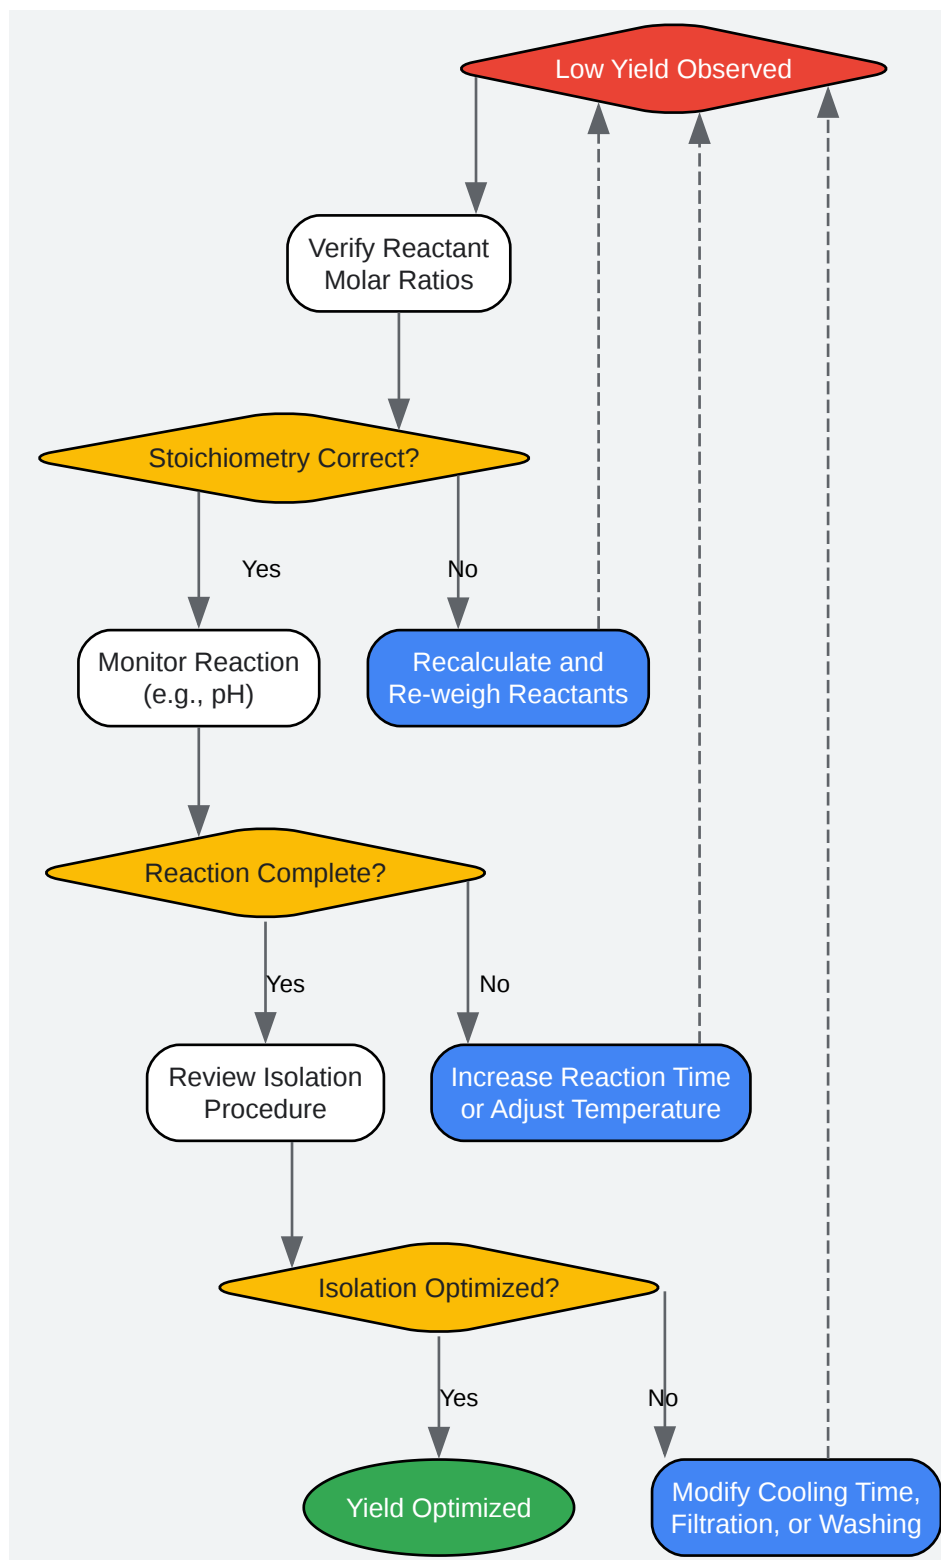 Low Yield Observed
Verify Reactant
Molar Ratios
Stoichiometry Correct?
Yes
No
Monitor Reaction
(e.g., pH)
Recalculate and
Re-weigh Reactants
Reaction Complete?
Yes
No
Review Isolation
Procedure
Increase Reaction Time
or Adjust Temperature
Isolation Optimized?
Yes
No
Yield Optimized
Modify Cooling Time,
Filtration, or Washing